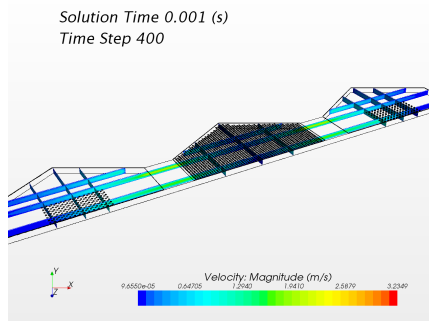 Solution Time 0.001 (s)
Time Step 400
Y
X
Z
Velocity: Magnitude (m/s)
9.6550e-05 0.64705 1.2940 1.9410 2.5879 3.2349